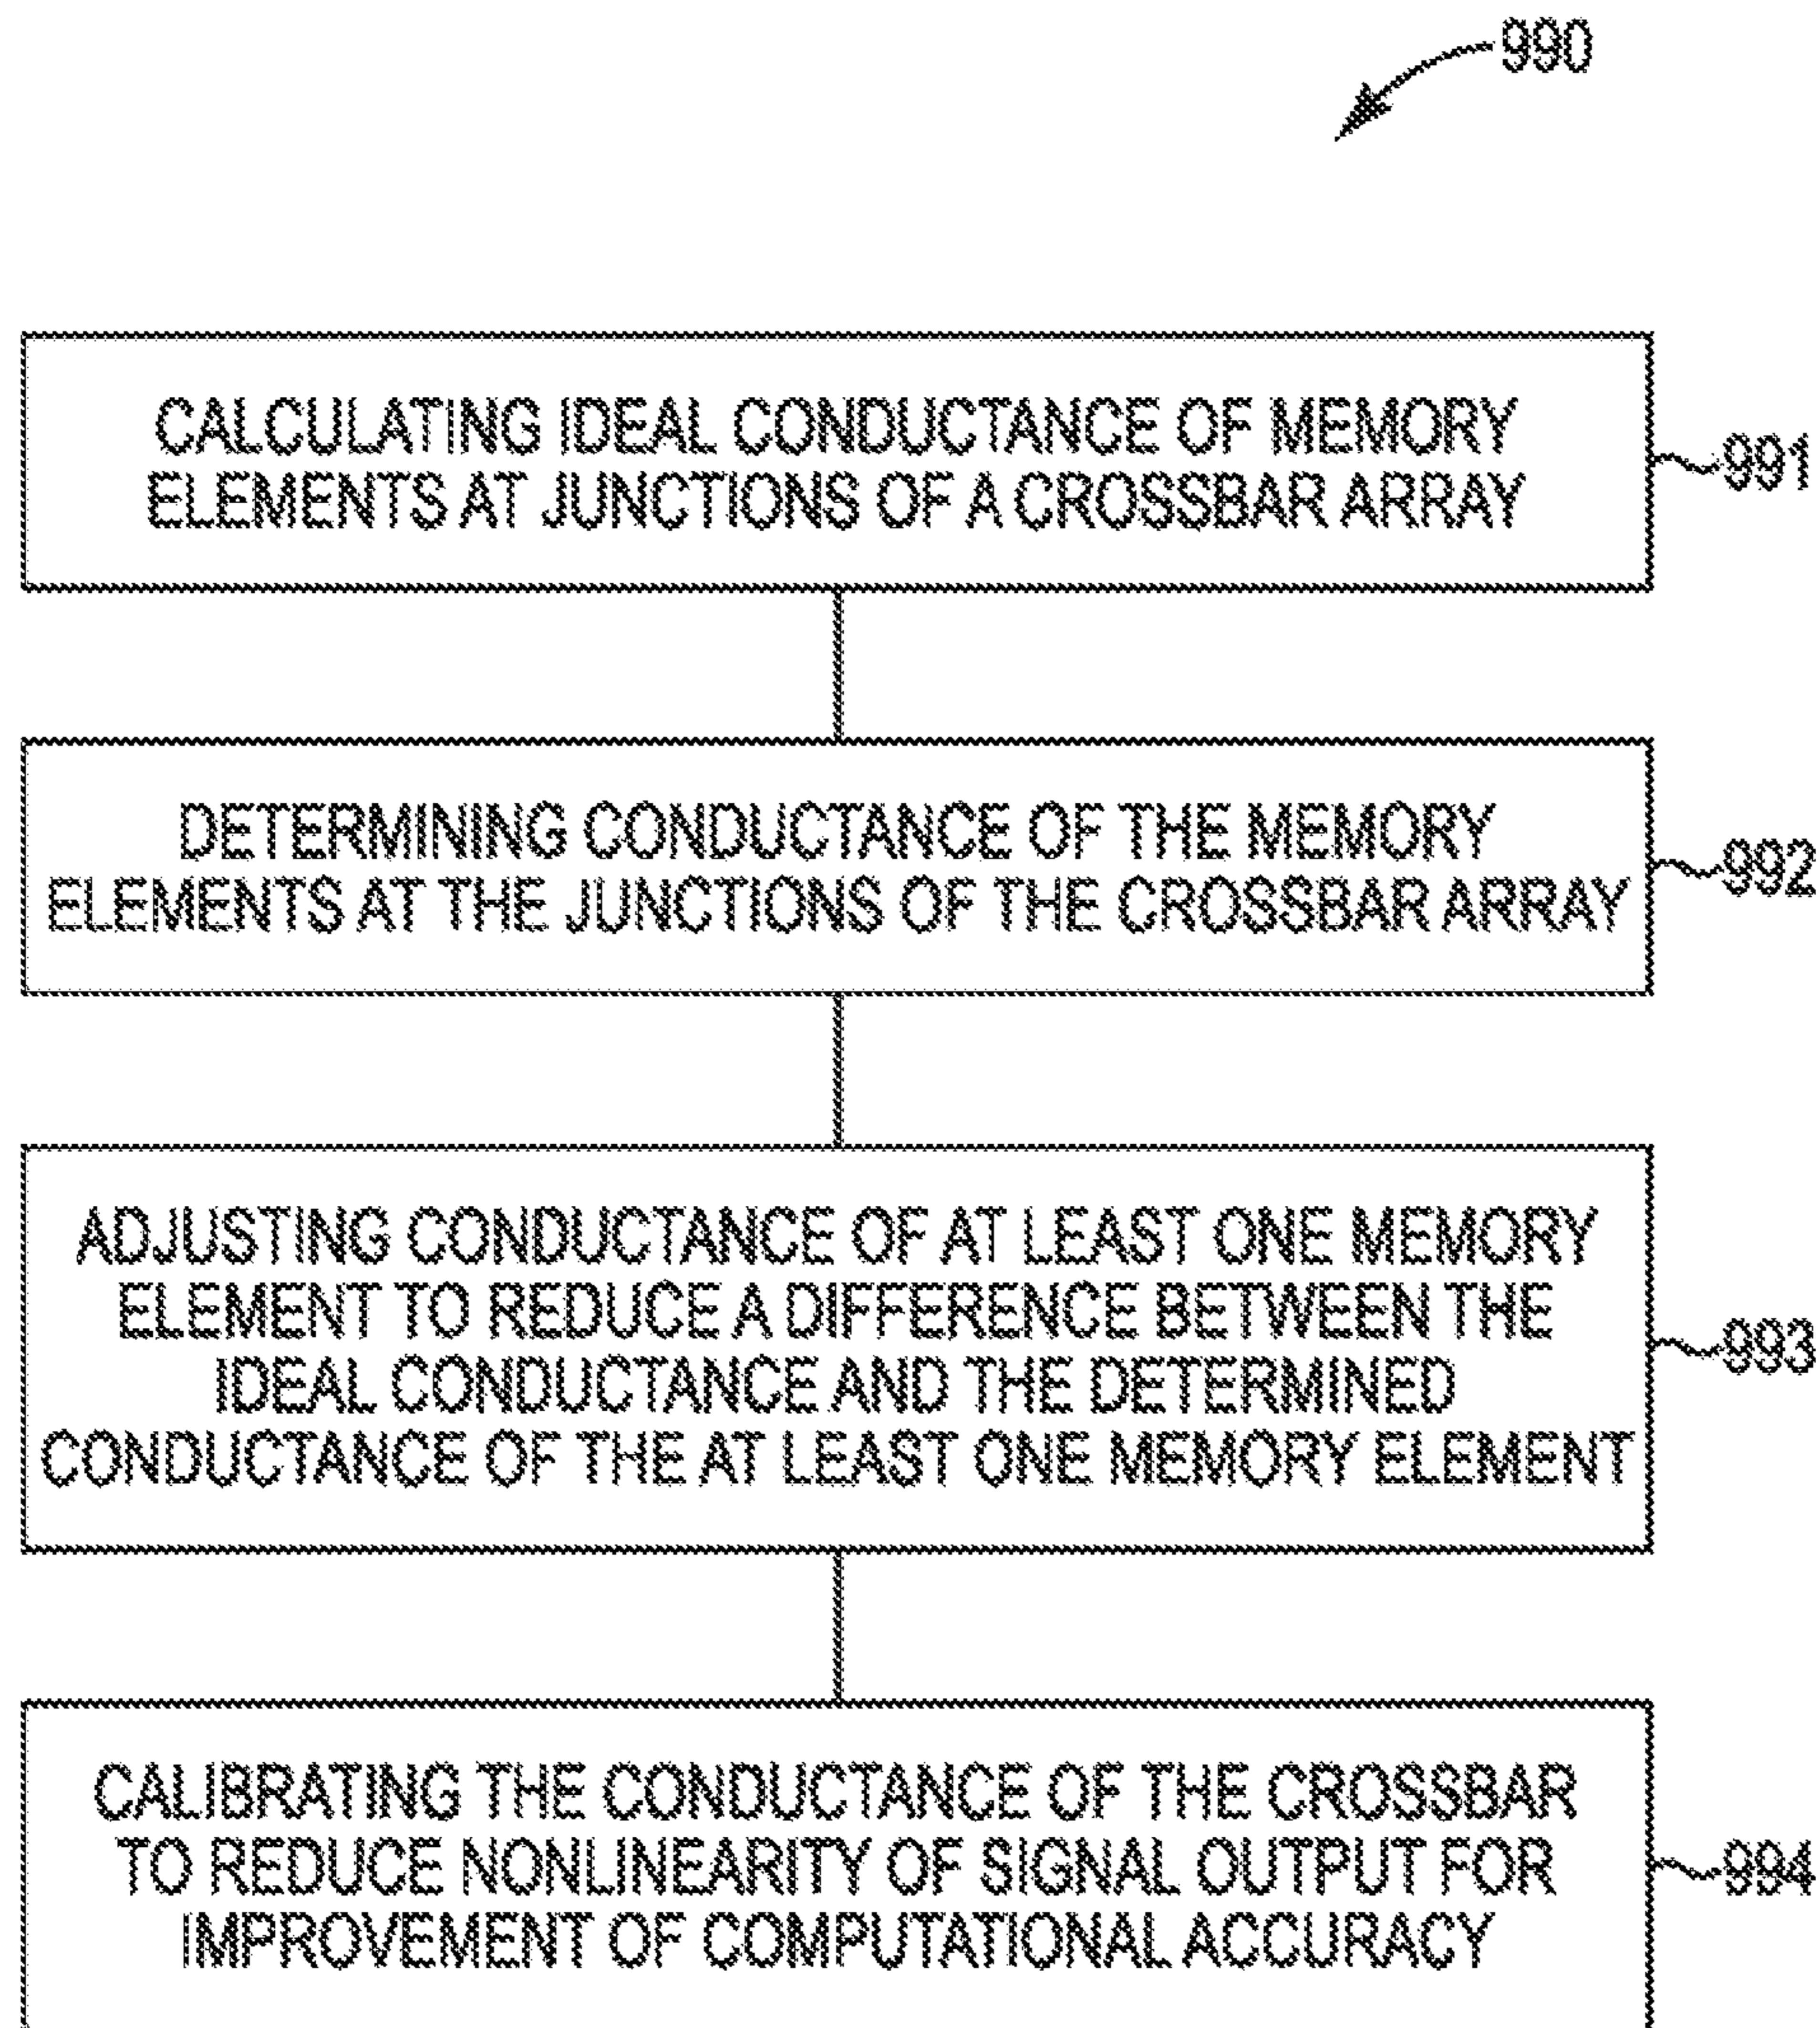 990
CALCULATING IDEAL CONDUCTANCE OF MEMORY
ELEMENTS AT JUNCTIONS OF A CROSSBAR ARRAY
991
DETERMINING CONDUCTANCE OF THE MEMORY
ELEMENTS AT THE JUNCTIONS OF THE CROSSBAR ARRAY
992
ADJUSTING CONDUCTANCE OF AT LEAST ONE MEMORY
ELEMENT TO REDUCE A DIFFERENCE BETWEEN THE
IDEAL CONDUCTANCE AND THE DETERMINED
CONDUCTANCE OF THE AT LEAST ONE MEMORY ELEMENT
993
CALIBRATING THE CONDUCTANCE OF THE CROSSBAR
TO REDUCE NONLINEARITY OF SIGNAL OUTPUT FOR
IMPROVEMENT OF COMPUTATIONAL ACCURACY
994